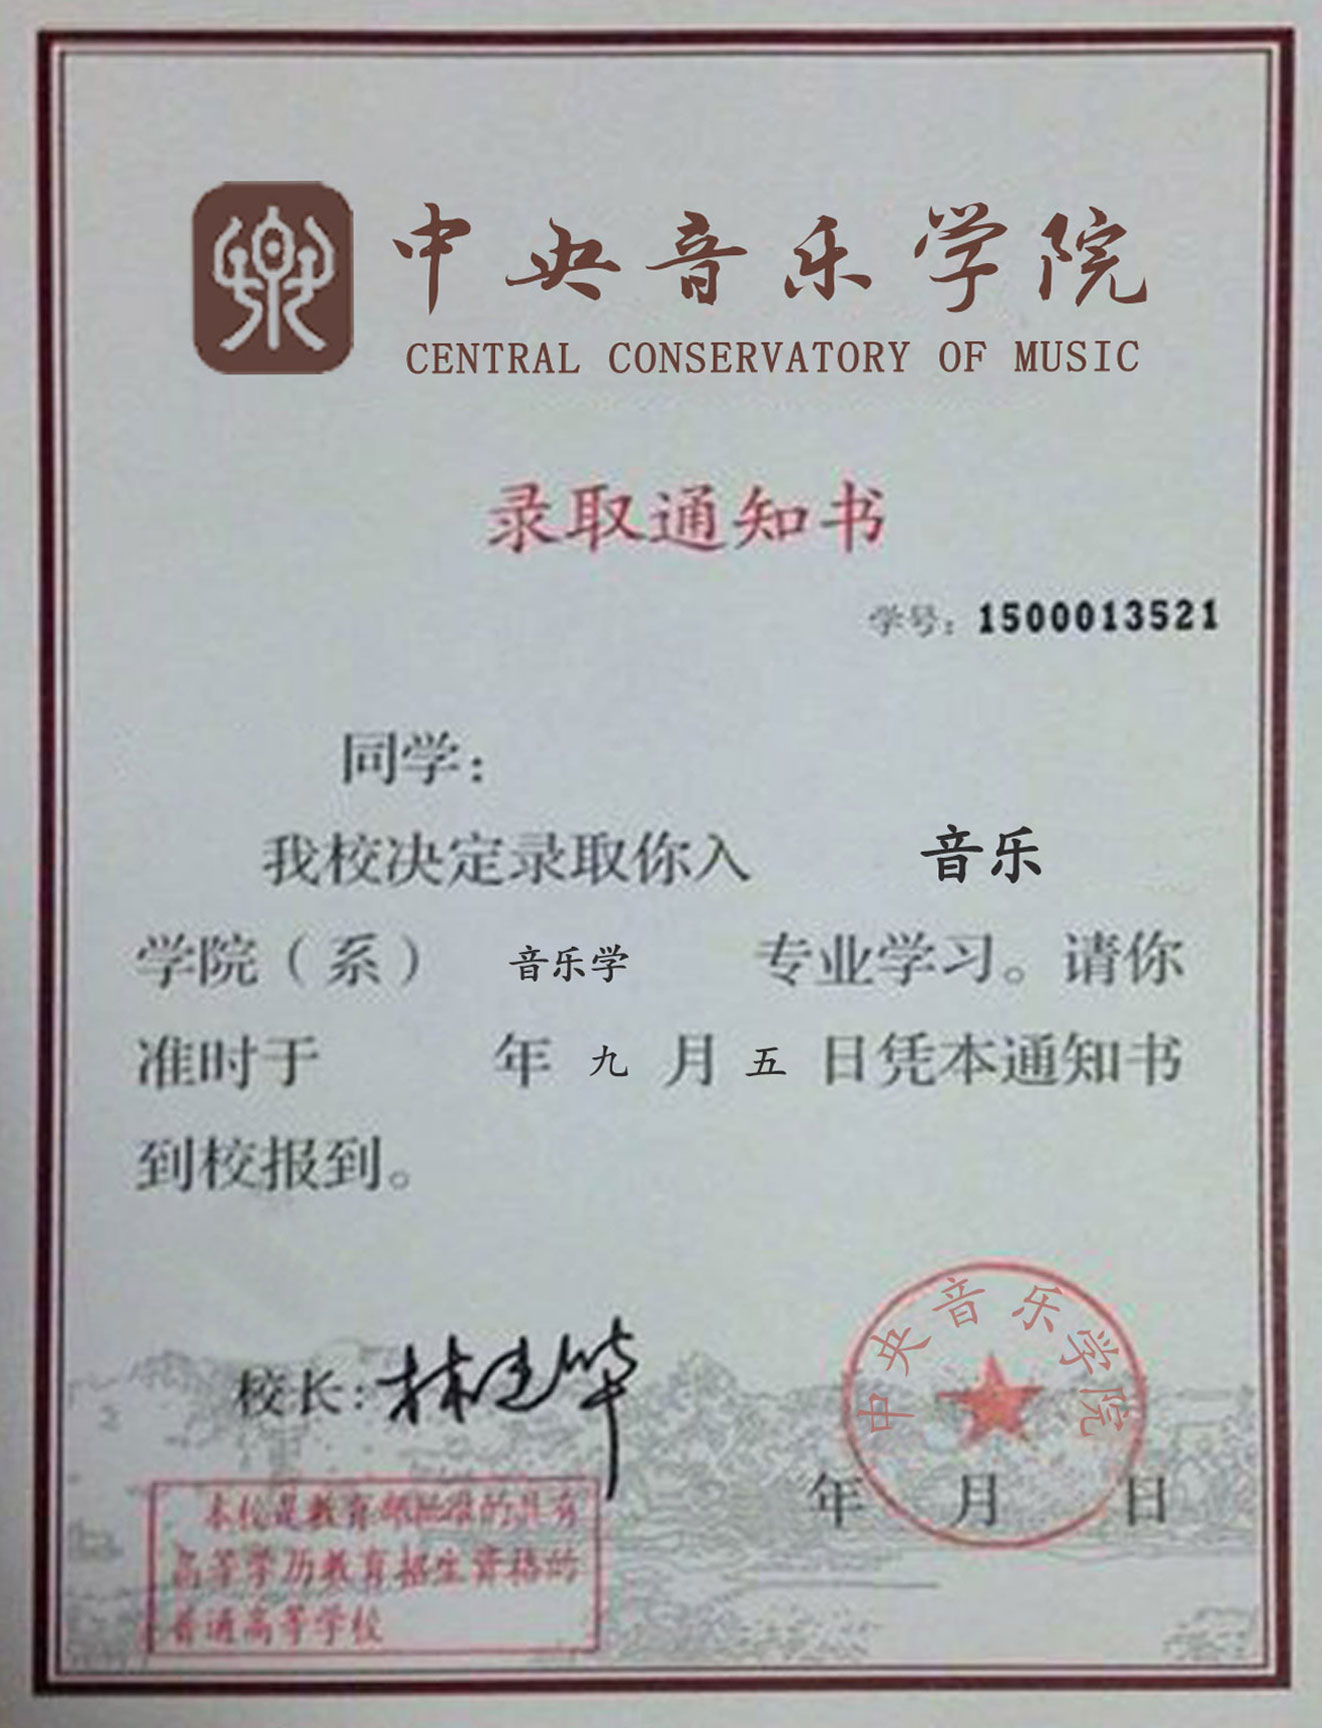 中央音乐学院
CENTRAL CONSERVATORY OF MUSIC
录取通知书
学号：1500013521
同学：
我校决定录取你入 音乐
学院（系） 音乐学 专业学习。请你
准时于 年 九 月 五 日凭本通知书
到校报到。
校长：林建华
中央音乐学院
年 月 日
本校是教育部批准的具有
高等学历教育招生资格的
普通高等学校